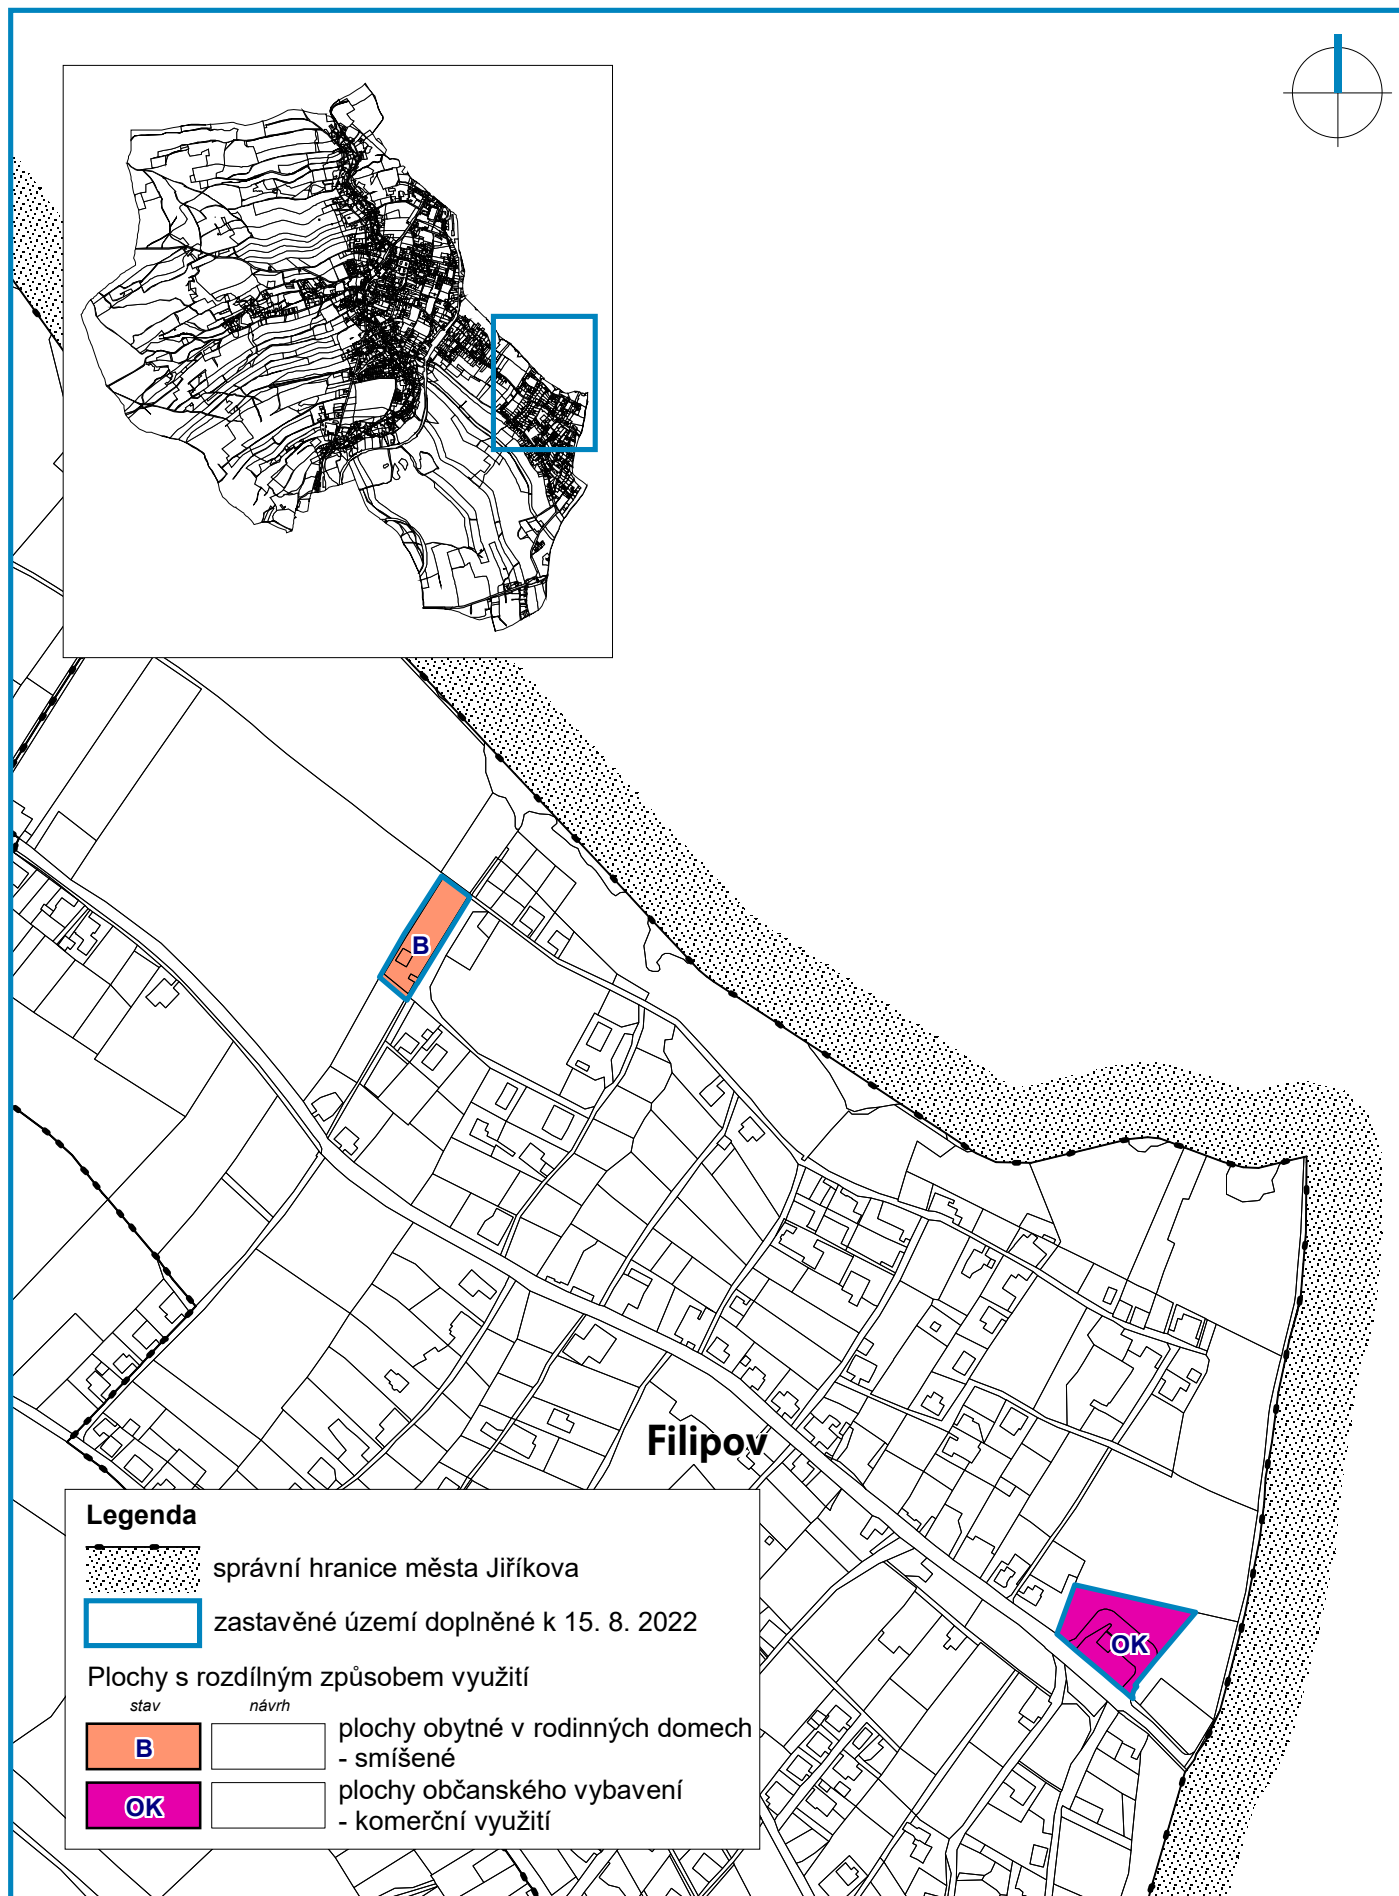 B
Filipov
OK
Legenda
správní hranice města Jiříkova
zastavěné území doplněné k 15. 8. 2022
Plochy s rozdílným způsobem využití
stav návrh
B plochy obytné v rodinných domech
- smíšené
OK plochy občanského vybavení
- komerční využití